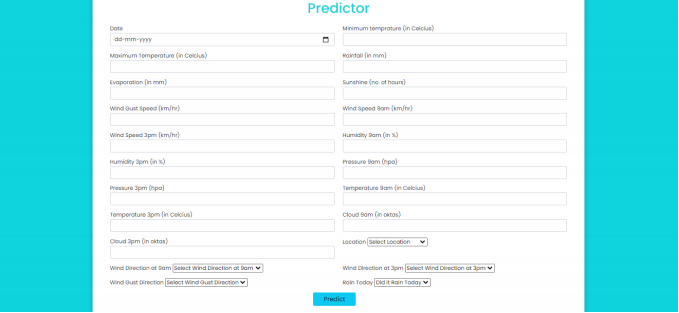 Predictor
Date Minimum temprature (in Celcius)
dd-mm-yyyy
Maximum Temperature (in Celcius) Rainfall (in mm)
Evaporation (in mm) Sunshine (no. of hours)
Wind Gust Speed (km/hr) Wind Speed 9am (km/hr)
Wind Speed 3pm (km/hr) Humidity 9am (in %)
Humidity 3pm (in %) Pressure 9am (hpa)
Pressure 3pm (hpa) Temperature 9am (in Celcius)
Temperature 3pm (in Celcius) Cloud 9am (in oktas)
Cloud 3pm (in oktas) Location Select Location
Wind Direction at 9am Select Wind Direction at 9am Wind Direction at 3pm Select Wind Direction at 3pm
Wind Gust Direction Select Wind Gust Direction Rain Today Did it Rain Today
Predict